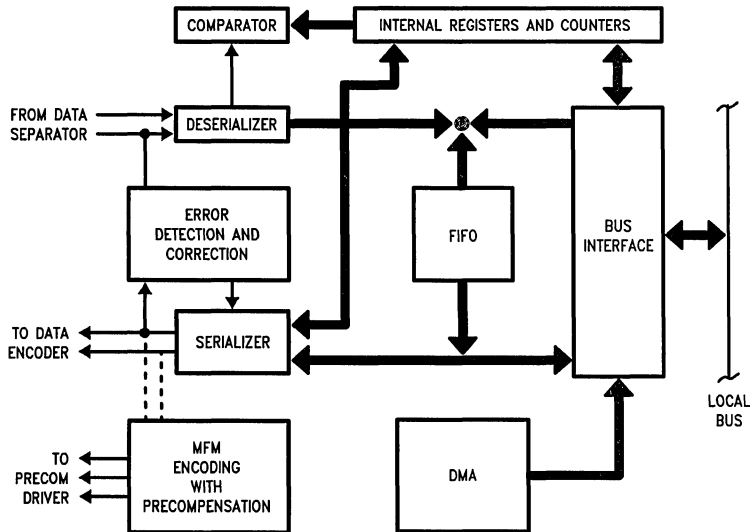 COMPARATOR
INTERNAL REGISTERS AND COUNTERS
FROM DATA
SEPARATOR
DESERIALIZER
ERROR
DETECTION AND
CORRECTION
FIFO
BUS
INTERFACE
TO DATA
ENCODER
SERIALIZER
LOCAL
BUS
TO
PRECOM
DRIVER
MFM
ENCODING
WITH
PRECOMPENSATION
DMA